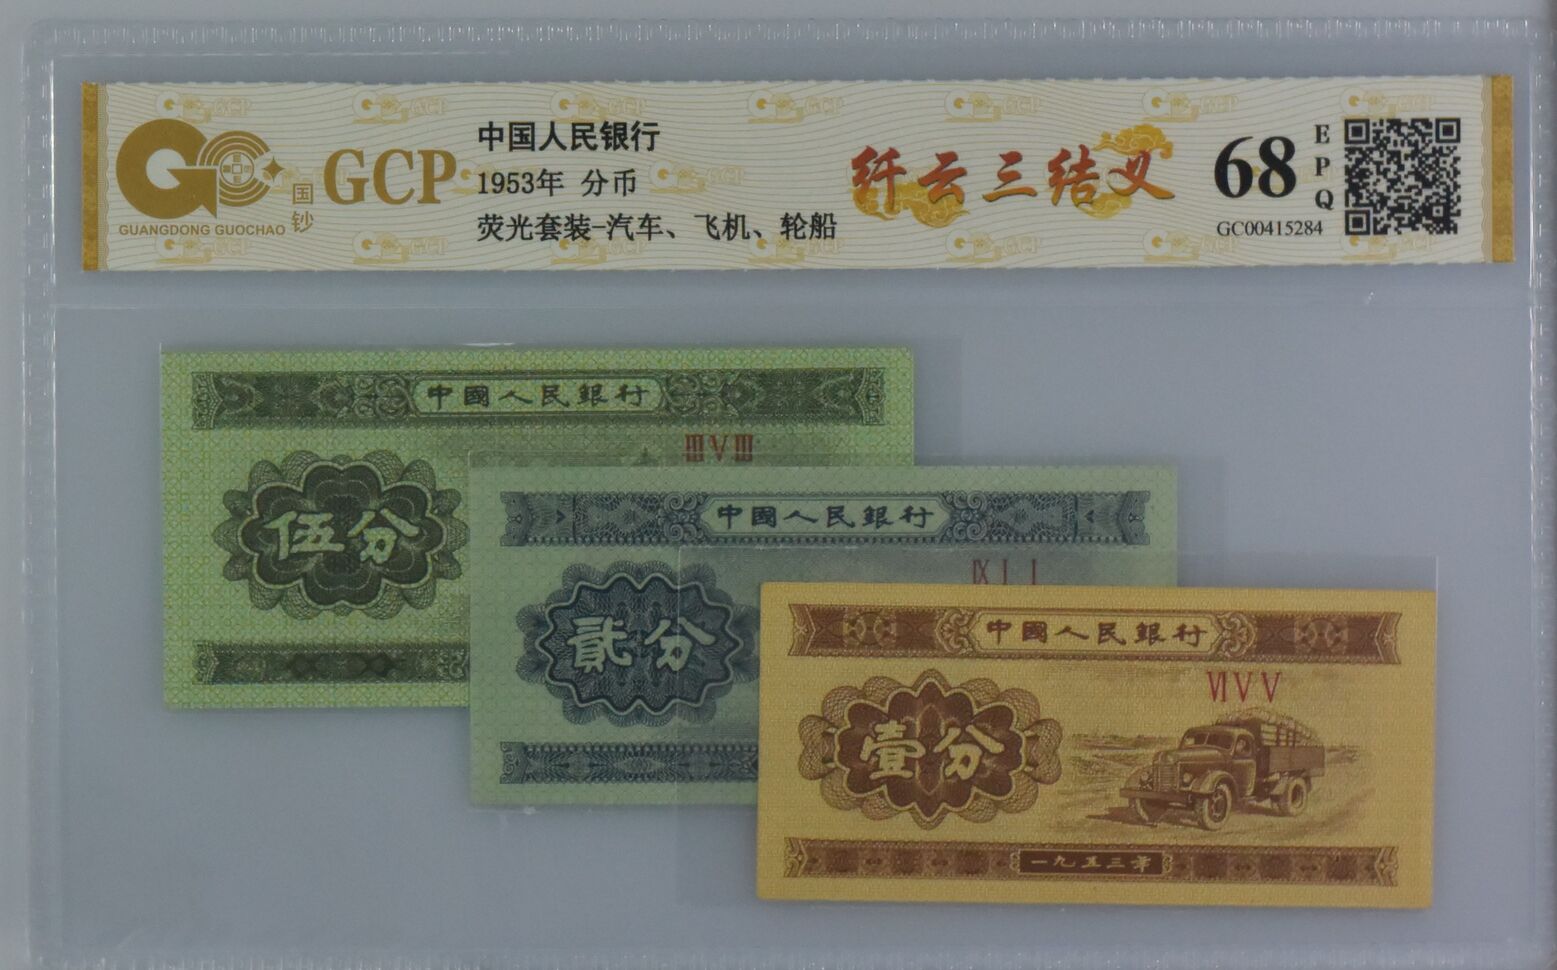 GUANGDONG GUOCHAO
国钞
GCP
中国人民银行
1953年 分币
荧光套装-汽车、飞机、轮船
纤云三结义
68
EPQ
GC00415284
中國人民銀行
ⅢⅤⅢ
伍分
中國人民銀行
ⅨⅠⅠ
貳分
中國人民銀行
ⅥⅤⅤ
壹分
一九五三年